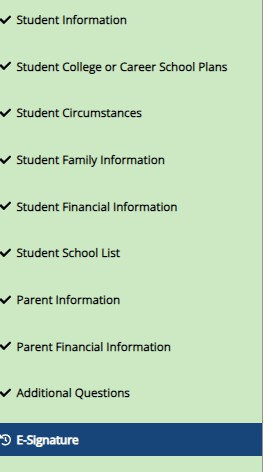 Student Information
Student College or Career School Plans
Student Circumstances
Student Family Information
Student Financial Information
Student School List
Parent Information
Parent Financial Information
Additional Questions
E-Signature